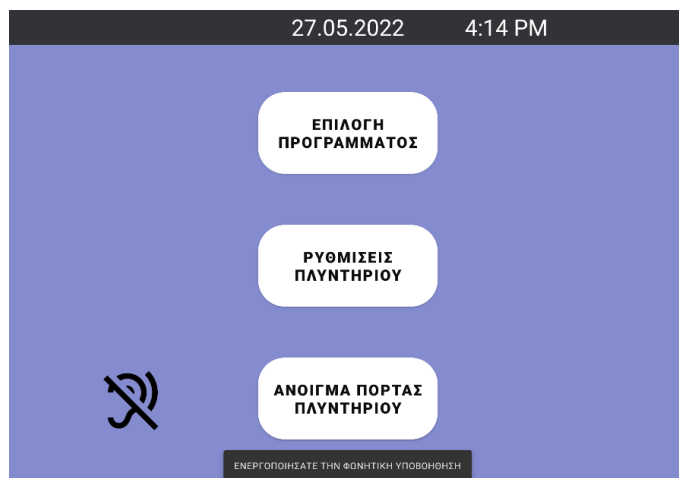 27.05.2022 4:14 PM
ΕΠΙΛΟΓΗ
ΠΡΟΓΡΑΜΜΑΤΟΣ
ΡΥΘΜΙΣΕΙΣ
ΠΛΥΝΤΗΡΙΟΥ
ΑΝΟΙΓΜΑ ΠΟΡΤΑΣ
ΠΛΥΝΤΗΡΙΟΥ
ΕΝΕΡΓΟΠΟΙΗΣΑΤΕ ΤΗΝ ΦΩΝΗΤΙΚΗ ΥΠΟΒΟΗΘΗΣΗ